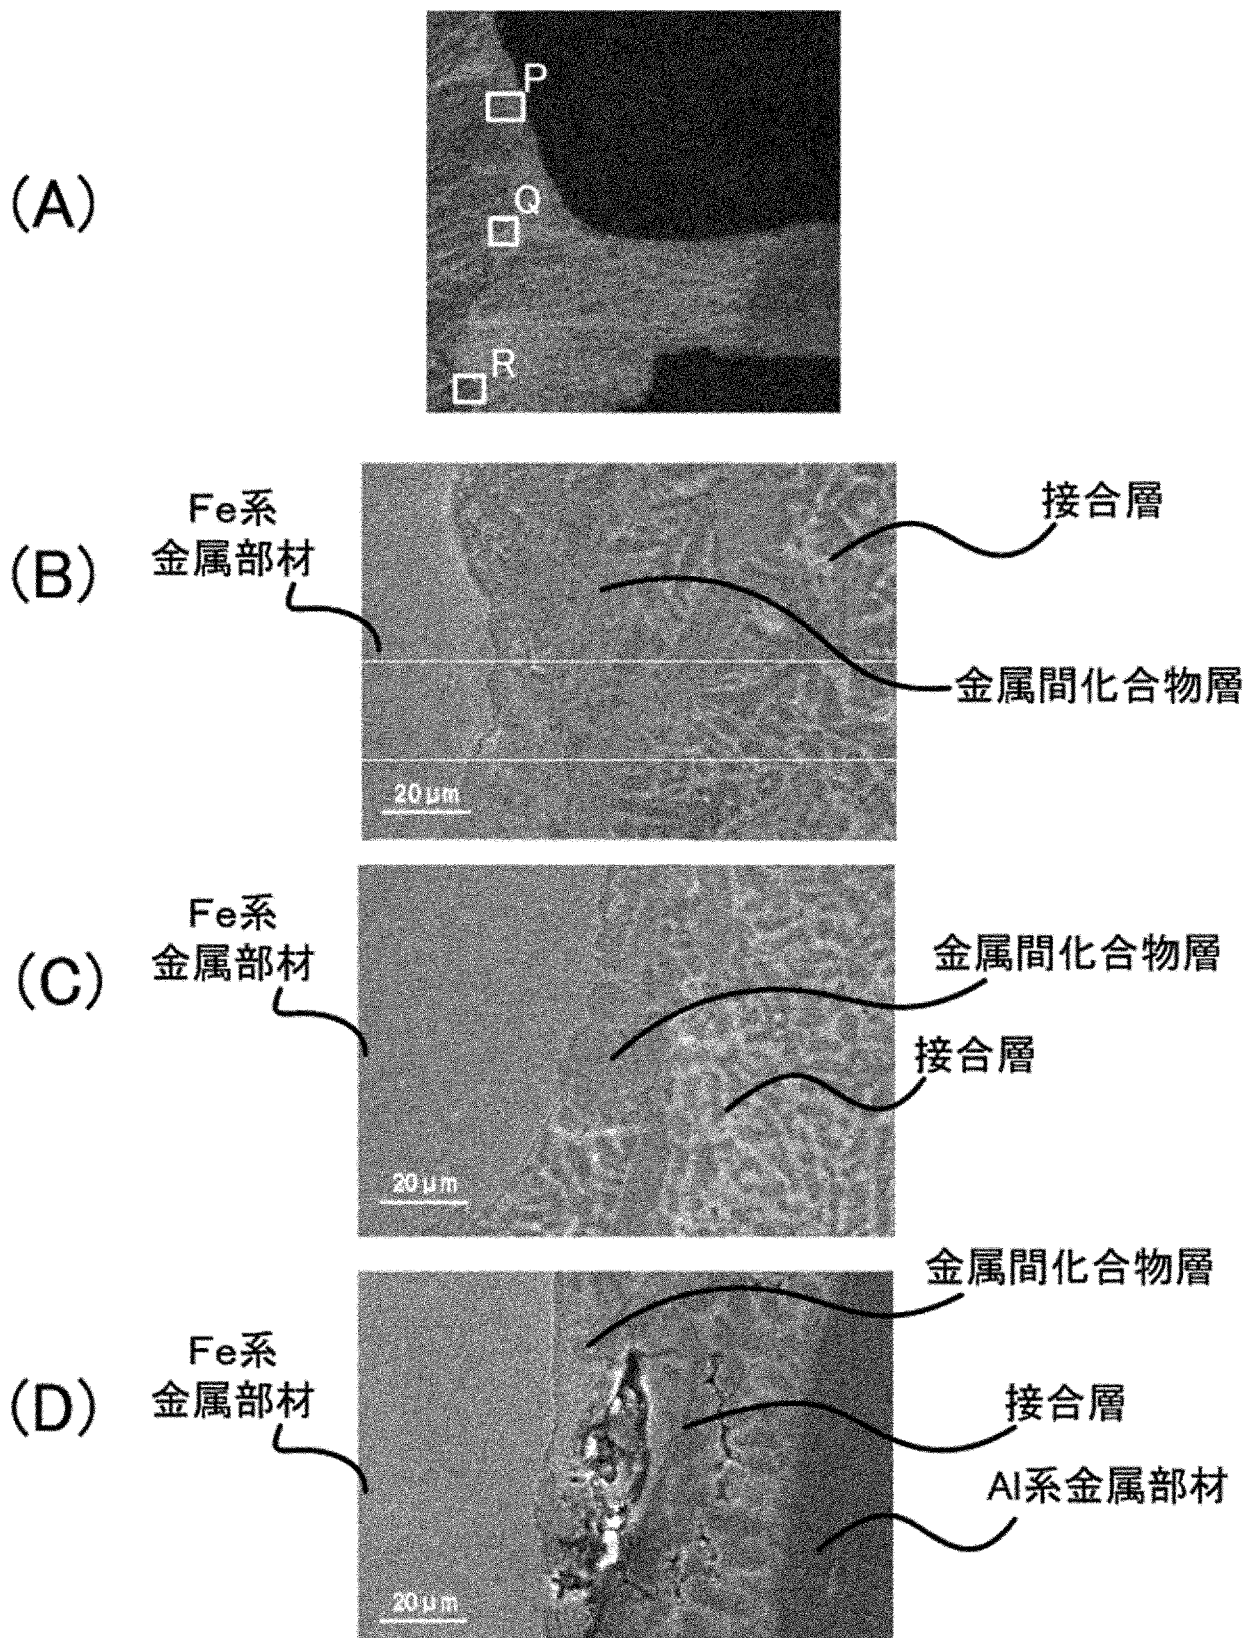 (A)
P
Q
R
(B)
Fe系
金属部材
接合層
金属間化合物層
20μm
(C)
Fe系
金属部材
金属間化合物層
接合層
20μm
(D)
Fe系
金属部材
金属間化合物層
接合層
Al系金属部材
20μm